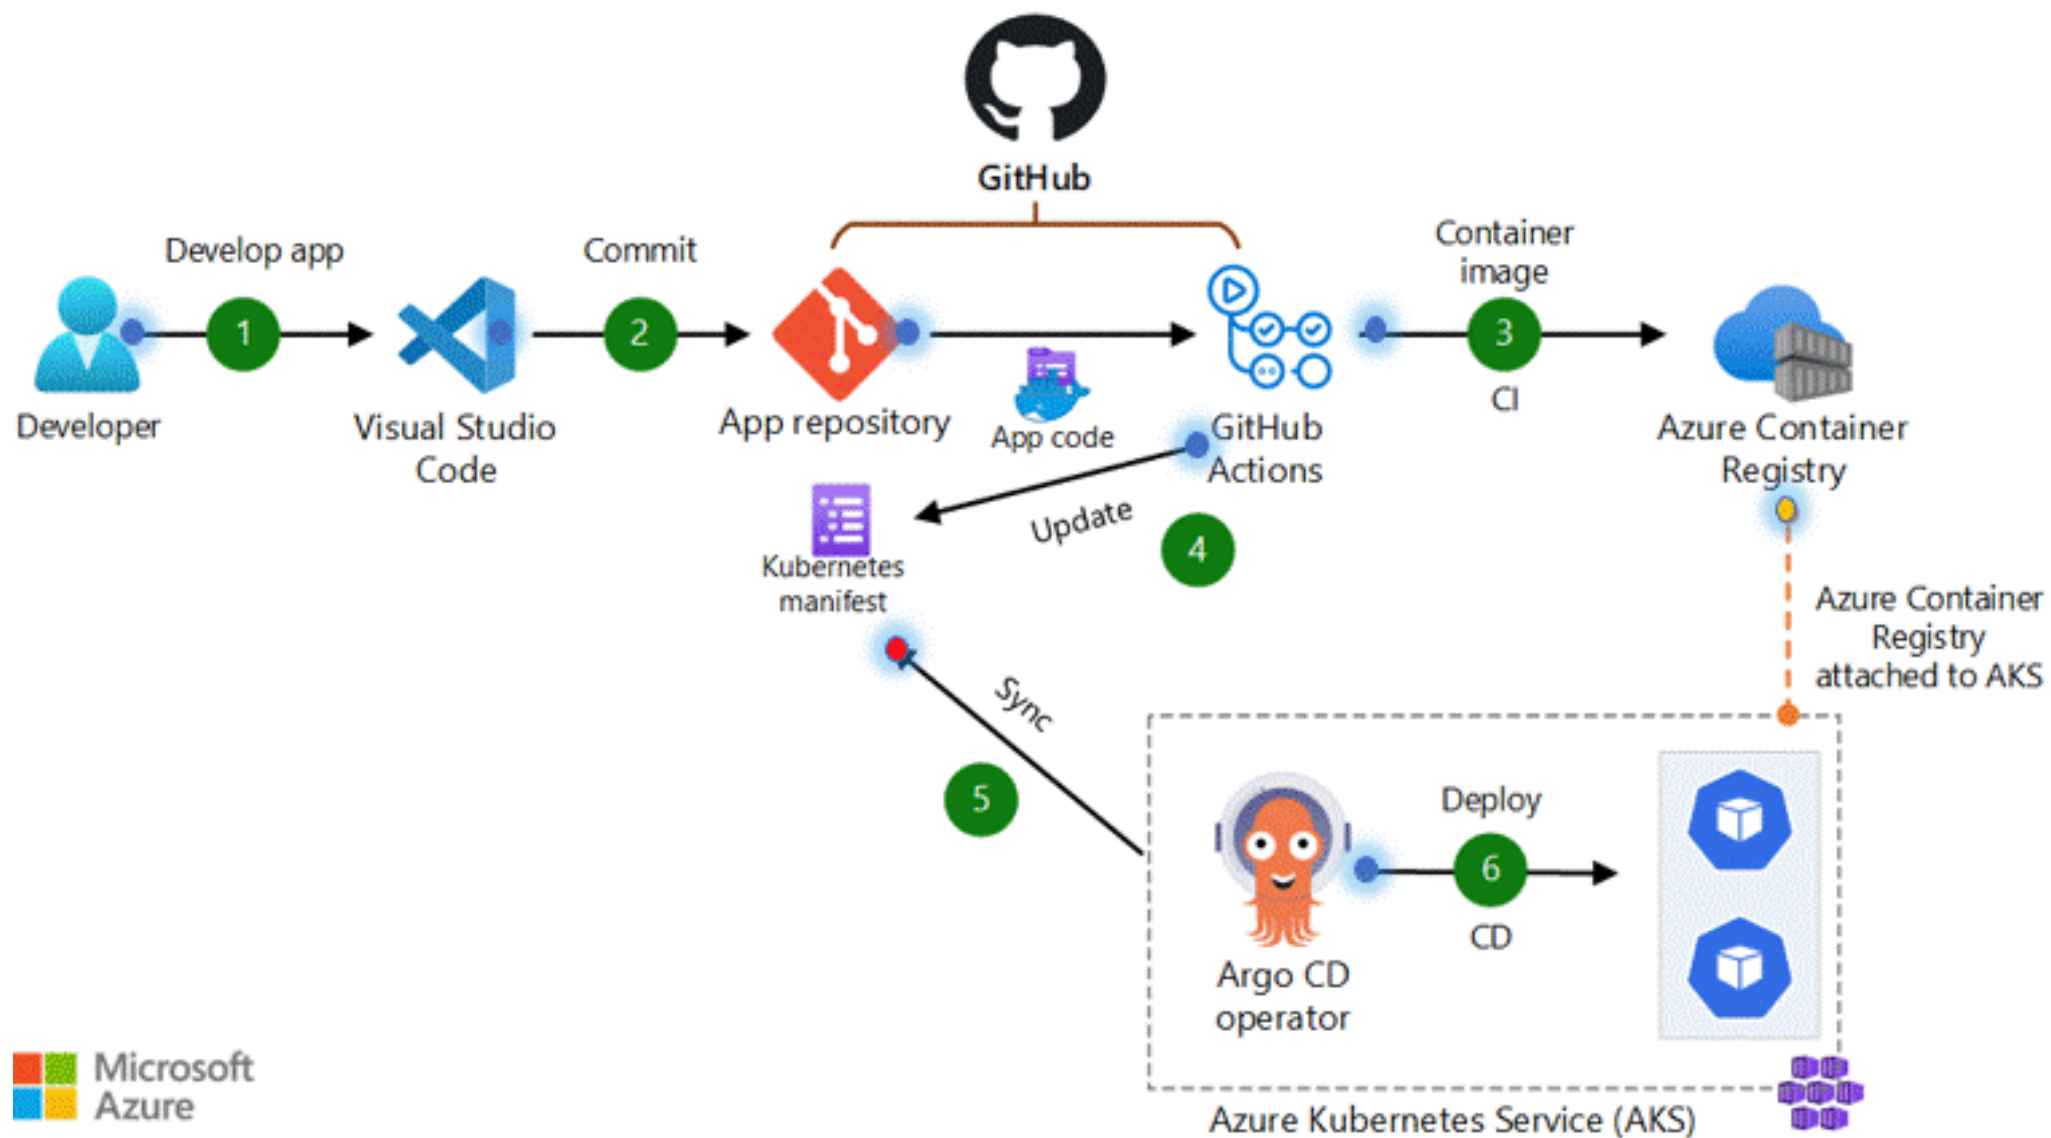 GitHub
Develop app
1
Visual Studio
Code
Developer
Commit
2
App repository
App code
GitHub
Actions
Container
image
3
CI
Azure Container
Registry
Update
4
Kubernetes
manifest
Azure Container
Registry
attached to AKS
Sync
5
Deploy
6
CD
Argo CD
operator
Azure Kubernetes Service (AKS)
Microsoft
Azure